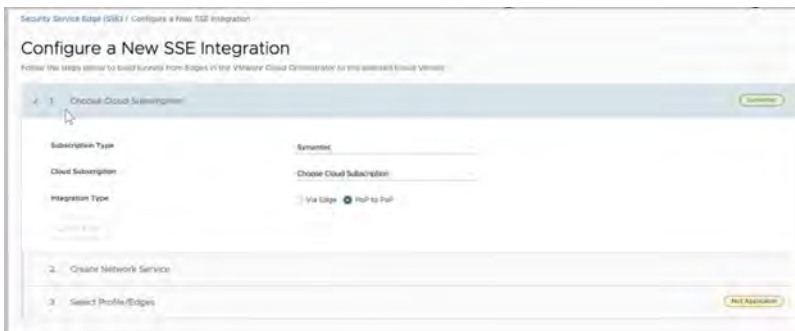 Security Service Edge (SSE) / Configure a New SSE Integration
Configure a New SSE Integration
Follow the steps below to build tunnels from Edges in the VMware Cloud Orchestrator to the selected Cloud Vendor
1. Choose Cloud Subscription
Symantec
Subscription Type
Symantec
Cloud Subscription
Choose Cloud Subscription
Integration Type
Via Edge PoP to PoP
2. Create Network Service
3. Select Profile/Edges
Not Applicable